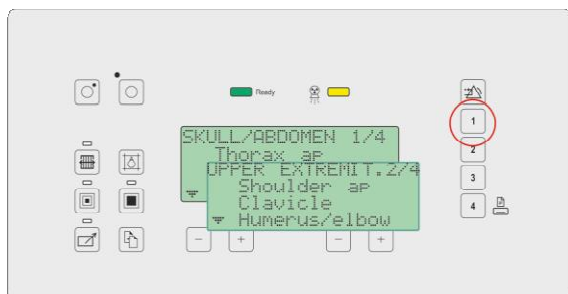 Ready
1
SKULL/ABDOMEN 1/4
Thorax ap
2
UPPER EXTREMIT.2/4
Shoulder ap
3
Clavicle
4
Humerus/elbow
- +
- +